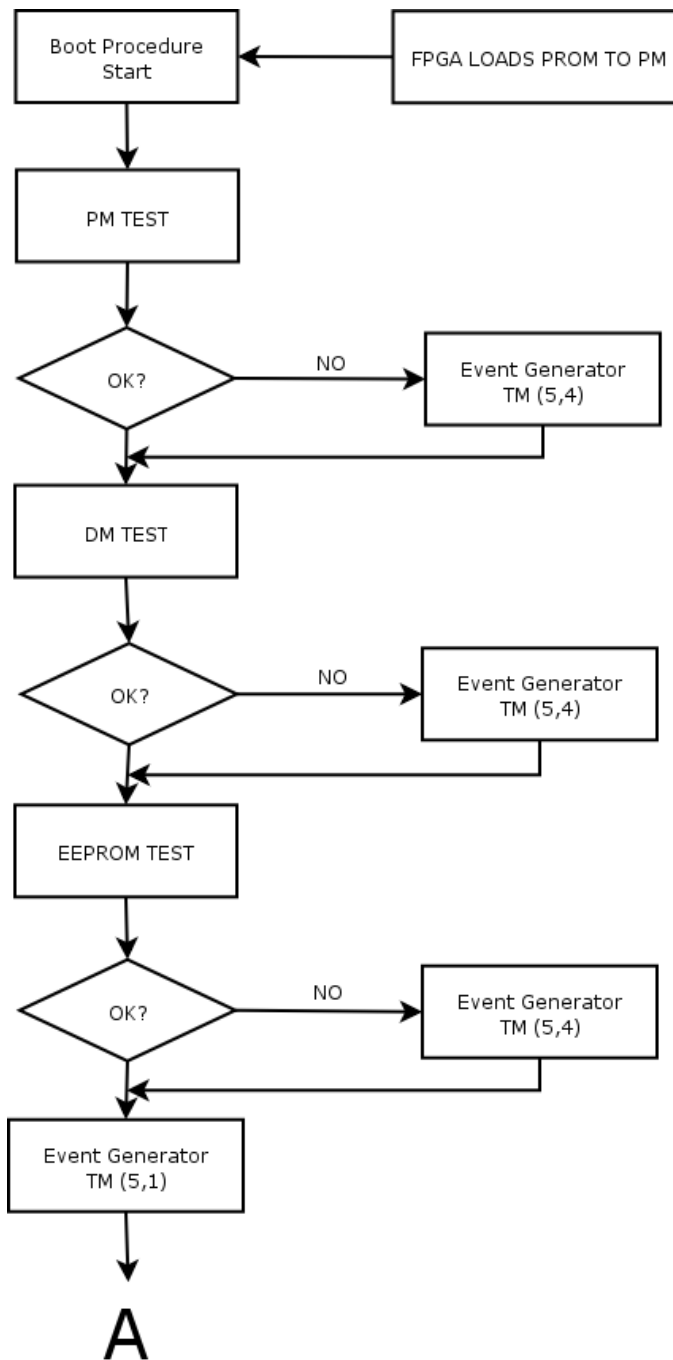 Boot Procedure
Start
FPGA LOADS PROM TO PM
PM TEST
OK?
NO
Event Generator
TM (5,4)
DM TEST
OK?
NO
Event Generator
TM (5,4)
EEPROM TEST
OK?
NO
Event Generator
TM (5,4)
Event Generator
TM (5,1)
A